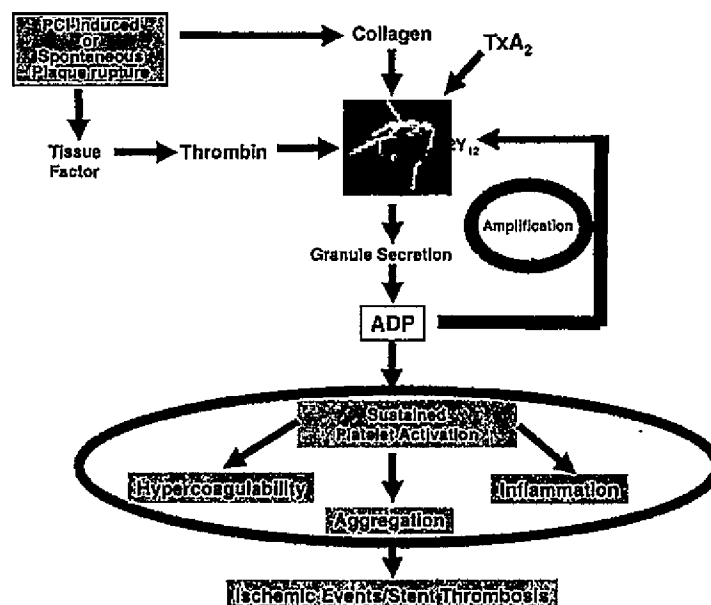 PCI-Induced
or
Spontaneous
Plaque rupture
Collagen
TxA₂
Tissue
Factor
Thrombin
2Y₁₂
Amplification
Granule Secretion
ADP
Sustained
Platelet Activation
Hypercoagulability
Inflammation
Aggregation
Ischemic Events/Stent Thrombosis